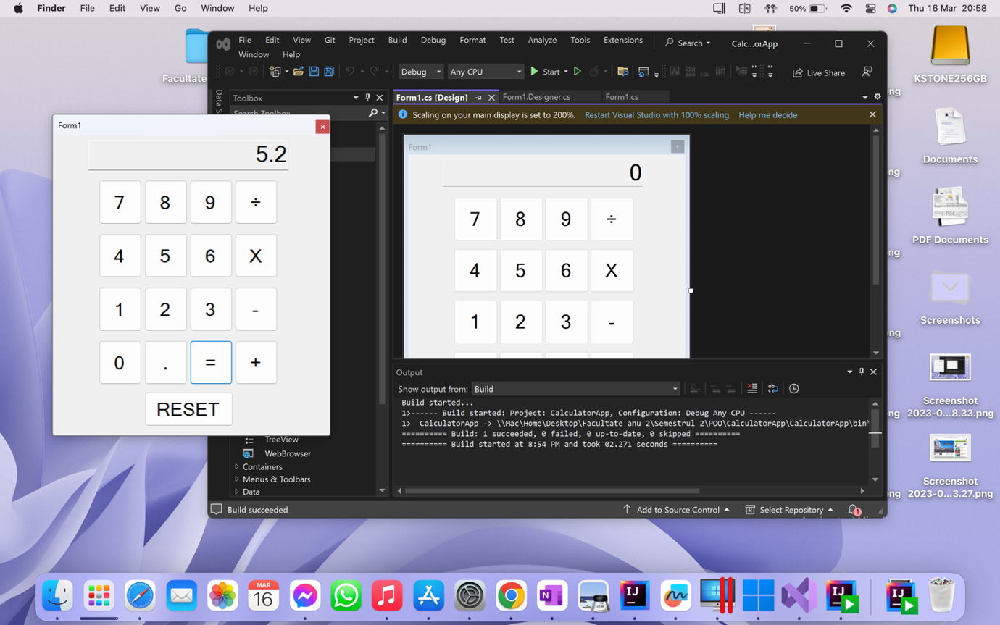 Finder File Edit View Go Window Help 50% Thu 16 Mar 20:58
Facultate
File Edit View Git Project Build Debug Format Test Analyze Tools Extensions Search Calc...orApp
Window Help
Debug Any CPU Start Live Share
Data S
Toolbox
Search Toolbox
Form1.cs [Design] Form1.Designer.cs Form1.cs
Scaling on your main display is set to 200%. Restart Visual Studio with 100% scaling Help me decide
Form1
5.2
7 8 9 ÷
4 5 6 X
1 2 3 -
0 . = +
RESET
Form1
0
7 8 9 ÷
4 5 6 X
1 2 3 -
TreeView
WebBrowser
Containers
Menus & Toolbars
Data
Output
Show output from: Build
Build started...
1>------ Build started: Project: CalculatorApp, Configuration: Debug Any CPU ------
1> CalculatorApp -> \\Mac\Home\Desktop\Facultate anu 2\Semestrul 2\POO\CalculatorApp\CalculatorApp\bin\
========== Build: 1 succeeded, 0 failed, 0 up-to-date, 0 skipped ==========
========== Build started at 8:54 PM and took 02.271 seconds ==========
Build succeeded Add to Source Control Select Repository 1
KSTONE256GB
ng
Documents
ng
PDF Documents
ng
Screenshots
ng
Screenshot
ng 2023-0...8.33.png
Screenshot
ng 2023-0...3.27.png
MAR
16
N
IJ
IJ
IJ